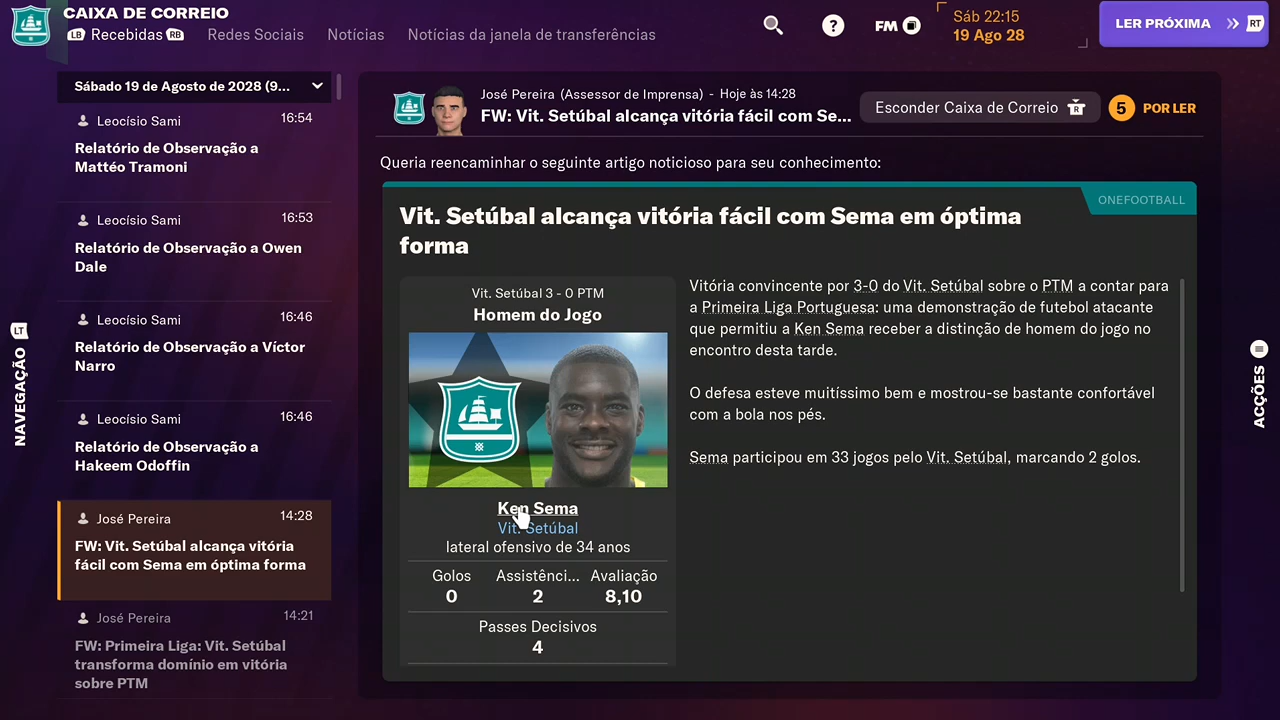 CAIXA DE CORREIO
LB Recebidas RB Redes Sociais Notícias Notícias da janela de transferências
?
FM
Sáb 22:15
19 Ago 28
LER PRÓXIMA RT
Sábado 19 de Agosto de 2028 (9...
Leocísio Sami 16:54
Relatório de Observação a
Mattéo Tramoni
Leocísio Sami 16:53
Relatório de Observação a Owen
Dale
Leocísio Sami 16:46
Relatório de Observação a Víctor
Narro
Leocísio Sami 16:46
Relatório de Observação a
Hakeem Odoffin
José Pereira 14:28
FW: Vit. Setúbal alcança vitória
fácil com Sema em óptima forma
José Pereira 14:21
FW: Primeira Liga: Vit. Setúbal
transforma domínio em vitória
sobre PTM
LT
NAVEGAÇÃO
José Pereira (Assessor de Imprensa) - Hoje às 14:28
FW: Vit. Setúbal alcança vitória fácil com Se...
Esconder Caixa de Correio R
5 POR LER
Queria reencaminhar o seguinte artigo noticioso para seu conhecimento:
ONEFOOTBALL
Vit. Setúbal alcança vitória fácil com Sema em óptima
forma
Vit. Setúbal 3 - 0 PTM
Homem do Jogo
Ken Sema
Vit. Setúbal
lateral ofensivo de 34 anos
Golos Assistênci... Avaliação
0 2 8,10
Passes Decisivos
4
Vitória convincente por 3-0 do Vit. Setúbal sobre o PTM a contar para
a Primeira Liga Portuguesa: uma demonstração de futebol atacante
que permitiu a Ken Sema receber a distinção de homem do jogo no
encontro desta tarde.
O defesa esteve muitíssimo bem e mostrou-se bastante confortável
com a bola nos pés.
Sema participou em 33 jogos pelo Vit. Setúbal, marcando 2 golos.
ACÇÕES